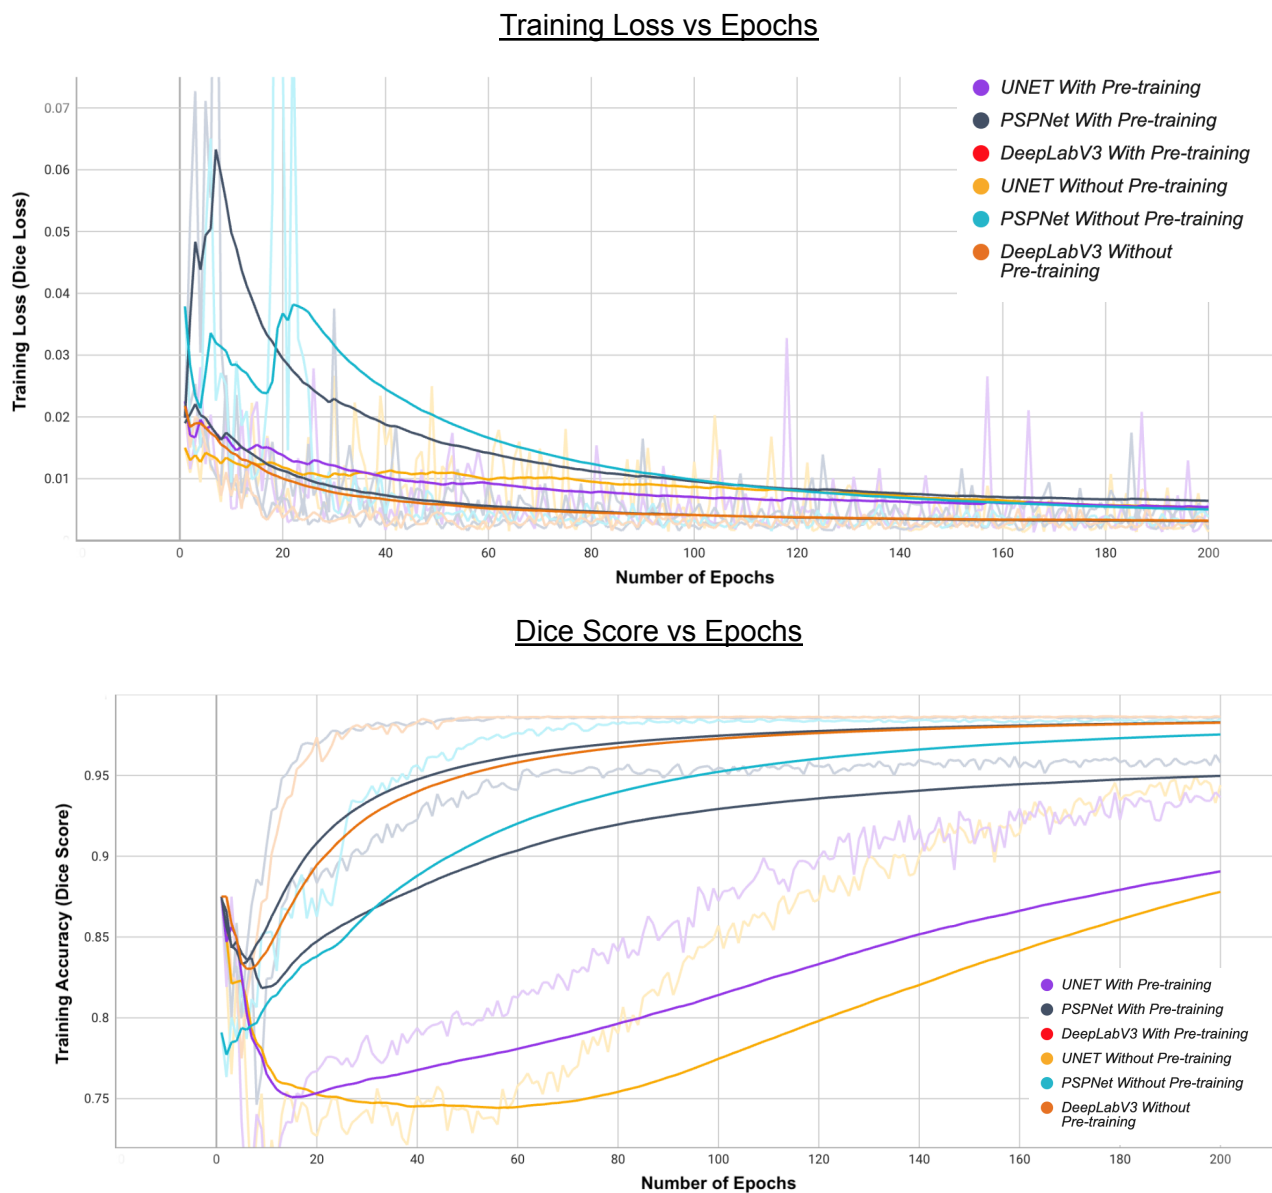 Training Loss vs Epochs
UNET With Pre-training
PSPNet With Pre-training
DeepLabV3 With Pre-training
UNET Without Pre-training
PSPNet Without Pre-training
DeepLabV3 Without
Pre-training
Training Loss (Dice Loss)
0.07
0.06
0.05
0.04
0.03
0.02
0.01
0
0 20 40 60 80 100 120 140 160 180 200
Number of Epochs
Dice Score vs Epochs
Training Accuracy (Dice Score)
0.95
0.9
0.85
0.8
0.75
UNET With Pre-training
PSPNet With Pre-training
DeepLabV3 With Pre-training
UNET Without Pre-training
PSPNet Without Pre-training
DeepLabV3 Without
Pre-training
0
0 20 40 60 80 100 120 140 160 180 200
Number of Epochs